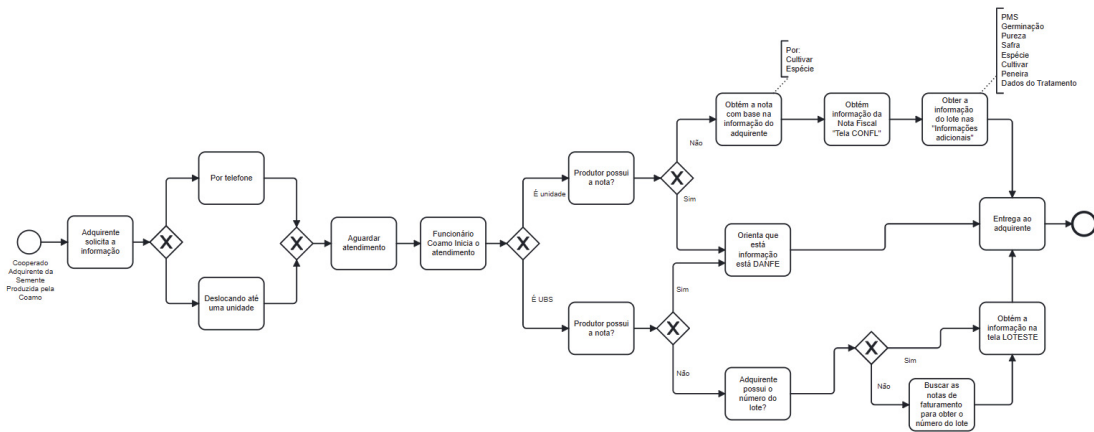 Cooperado
Adquirente da
Semente
Produzida pela
Coamo
Adquirente
solicita a
informação
Por telefone
Deslocando até
uma unidade
Aguardar
atendimento
Funcionário
Coamo Inicia o
atendimento
É unidade
É UBS
Produtor possui
a nota?
Não
Sim
Por:
Cultivar
Espécie
Obtém a nota
com base na
informação do
adquirente
Obtém
informação da
Nota Fiscal
"Tela CONFL"
PMS
Germinação
Pureza
Safra
Espécie
Cultivar
Peneira
Dados do Tratamento
Obter a
informação
do lote nas
"Informações
adicionais"
Orienta que
está
informação
está DANFE
Entrega ao
adquirente
Produtor possui
a nota?
Sim
Não
Adquirente
possui o
número do
lote?
Sim
Não
Obtém a
informação na
tela LOTESTE
Buscar as
notas de
faturamento
para obter o
número do lote